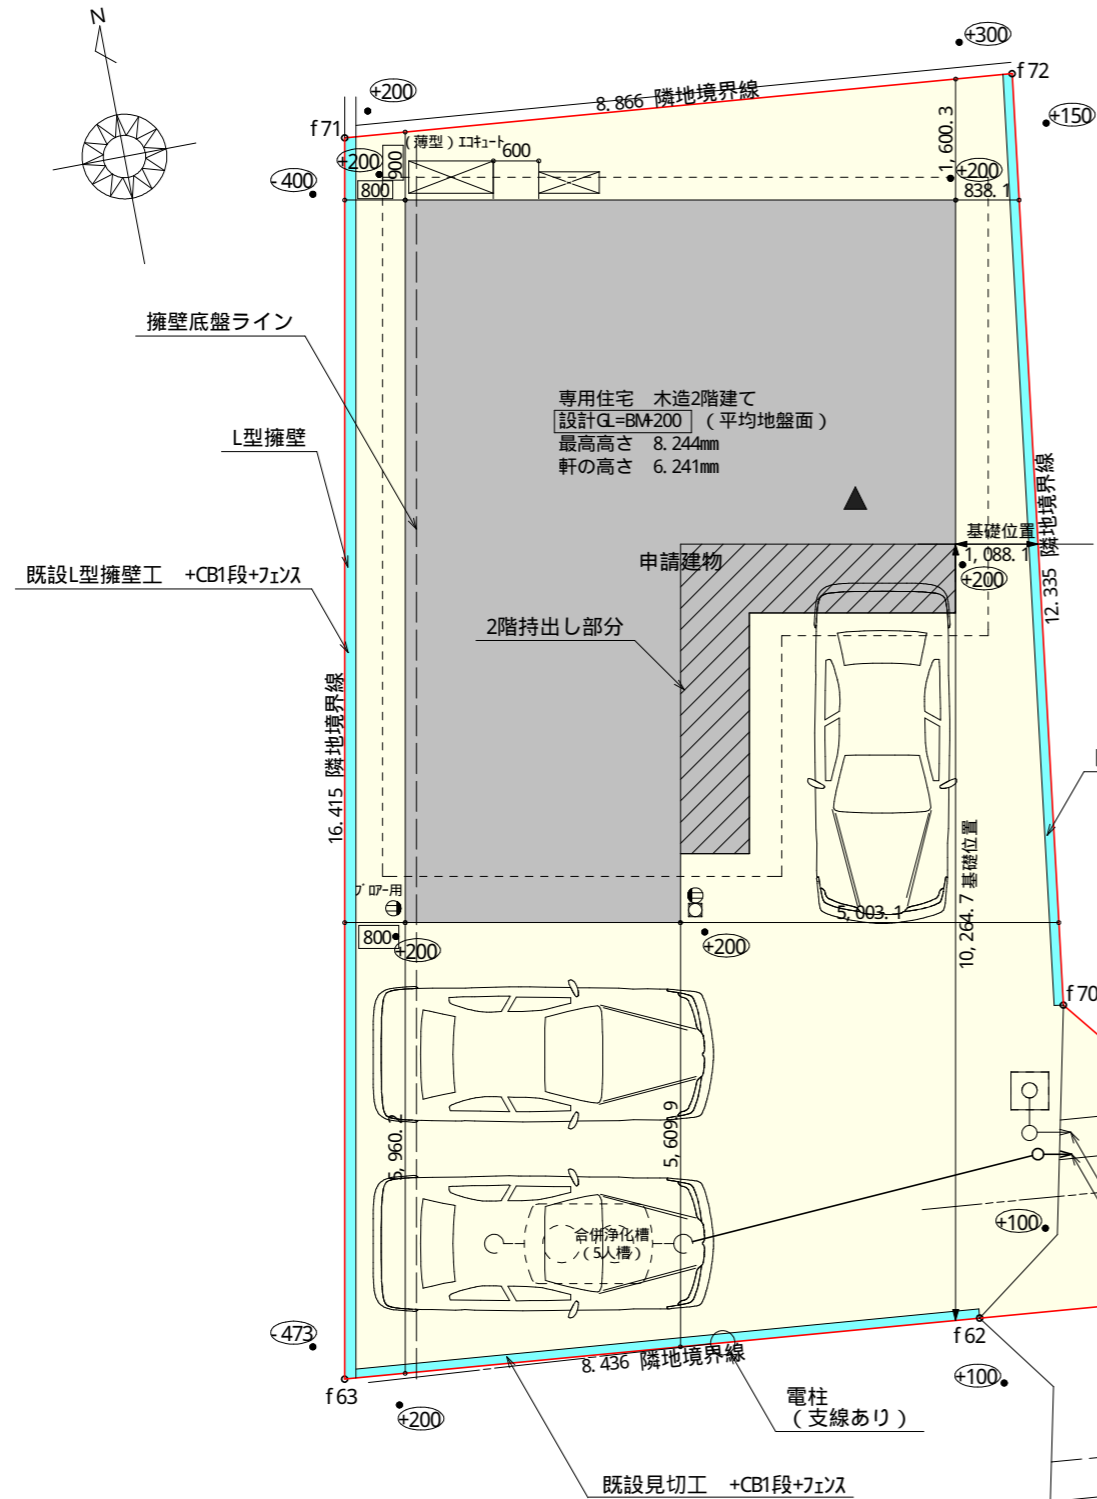 N
+300
f72
8.866 隣地境界線
+200
f71
+150
(薄型)エコキュート
600
1,600.3
+200
900
-400
800
+200
838.1
擁壁底盤ライン
専用住宅 木造2階建て
設計GL=BM+200 (平均地盤面)
最高高さ 8.244mm
軒の高さ 6.241mm
L型擁壁
12.335 隣地境界線
基礎位置
1,088.1
申請建物
+200
既設L型擁壁工 +CB1段+フェンス
2階持出し部分
16.415 隣地境界線
ブロアー用
5,003.1
10,264.7 基礎位置
800
+200
+200
f70
5,960.2
5,609.9
合併浄化槽
(5人槽)
+100
-473
f62
8.436 隣地境界線
f63
+200
+100
電柱
(支線あり)
既設見切工 +CB1段+フェンス